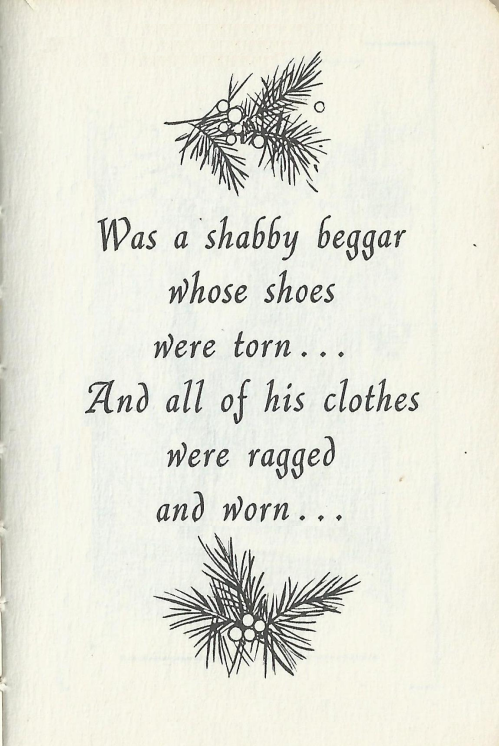 Was a shabby beggar
whose shoes
were torn...
And all of his clothes
were ragged
and worn...